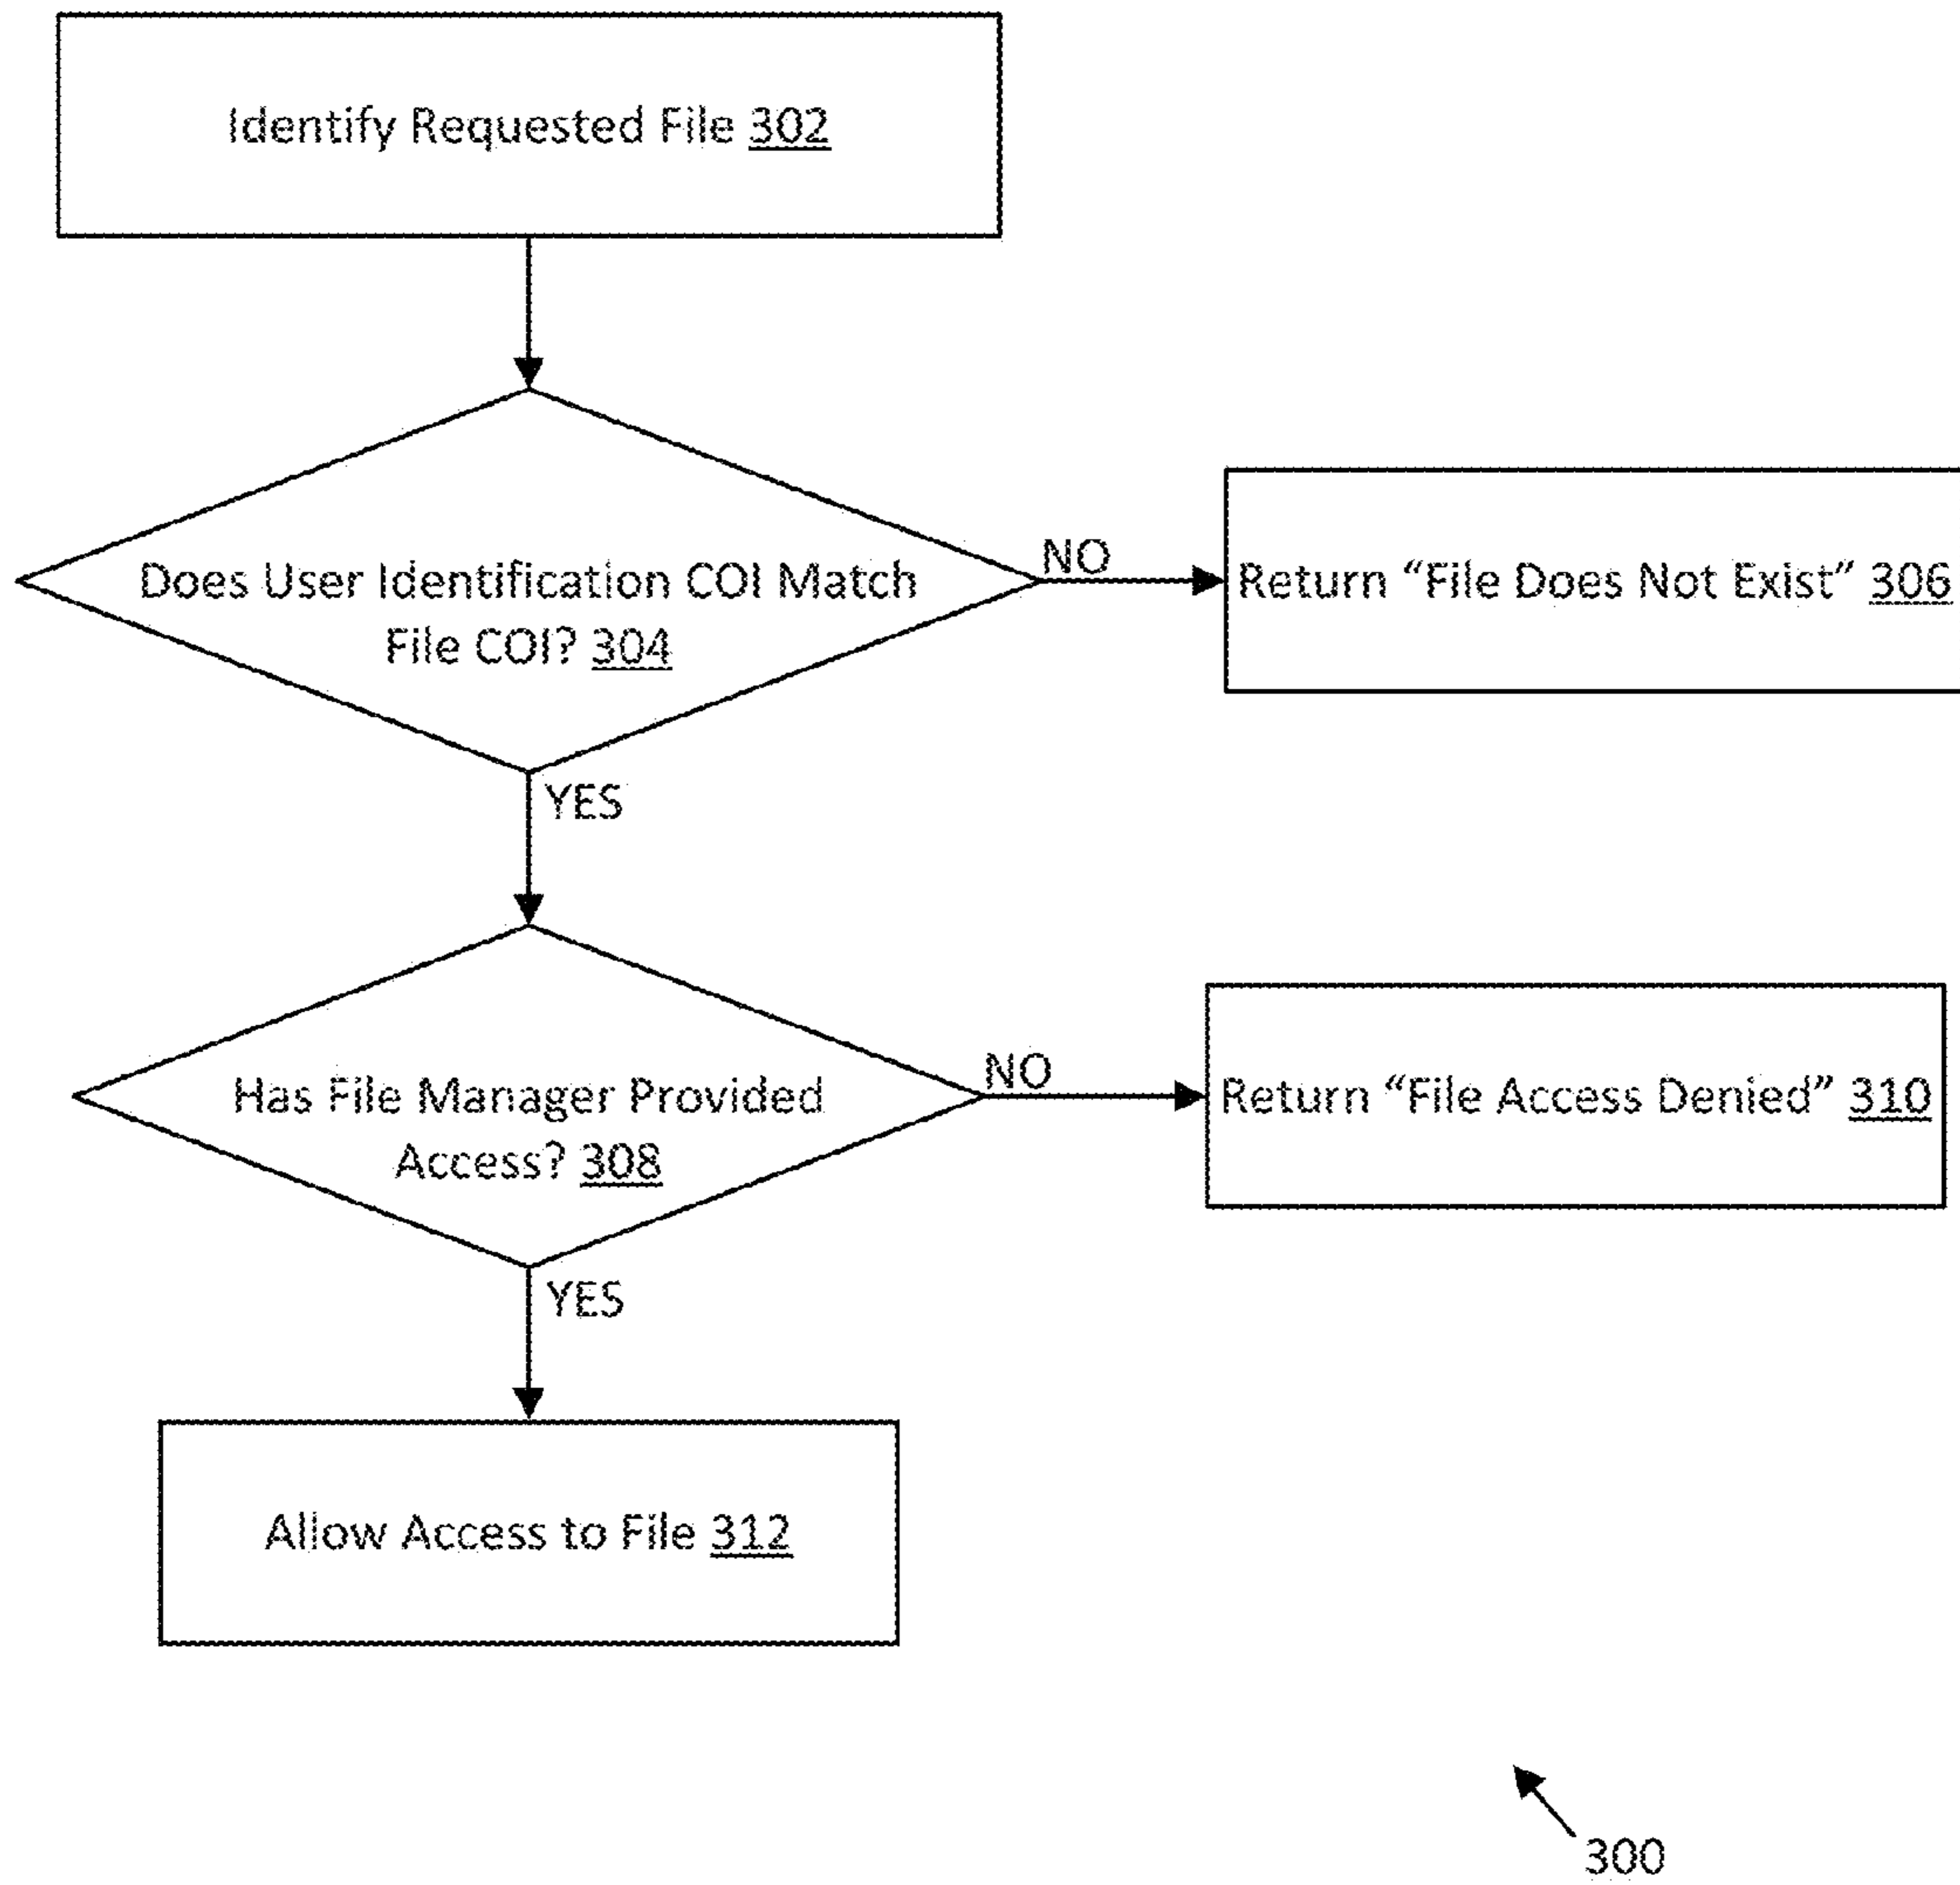 Identify Requested File 302
Does User Identification COI Match
File COI? 304
NO
Return “File Does Not Exist” 306
YES
Has File Manager Provided
Access? 308
NO
Return “File Access Denied” 310
YES
Allow Access to File 312
300